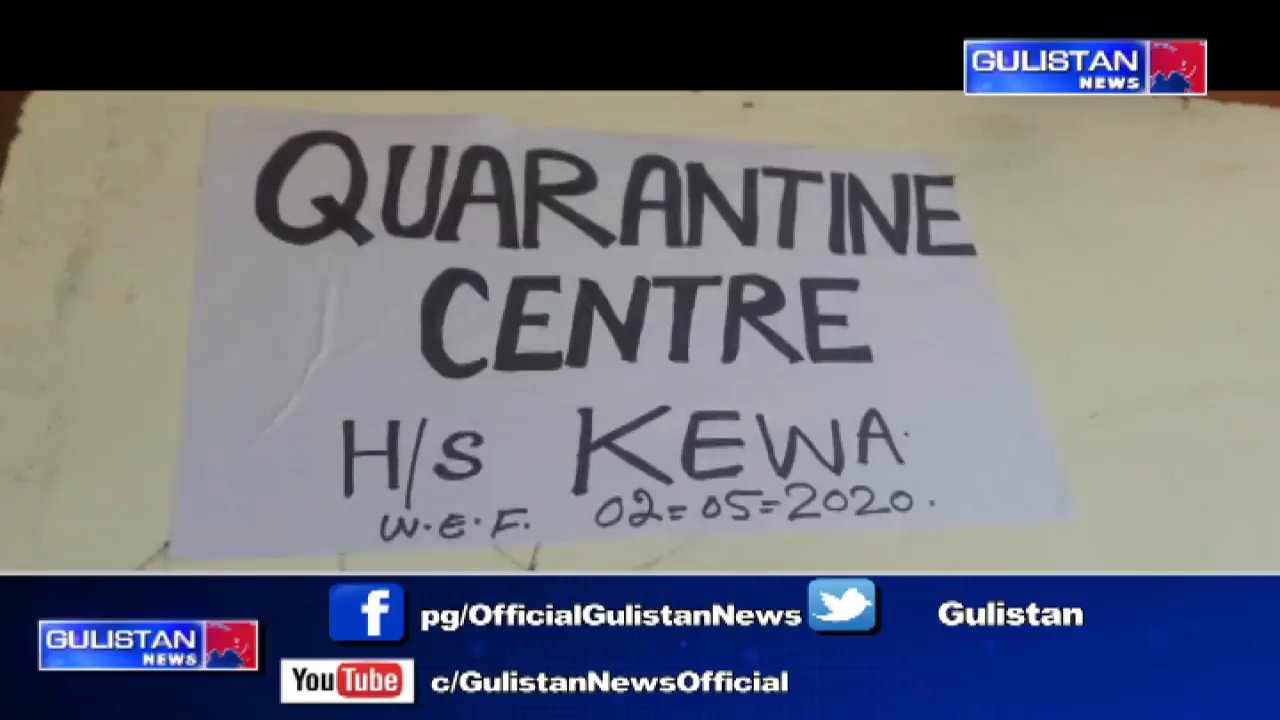 GULISTAN
NEWS
QUARANTINE
CENTRE
H/S KEWA.
W.E.F. 02=05=2020.
GULISTAN
NEWS
f pg/OfficialGulistanNews Gulistan
YouTube c/GulistanNewsOfficial